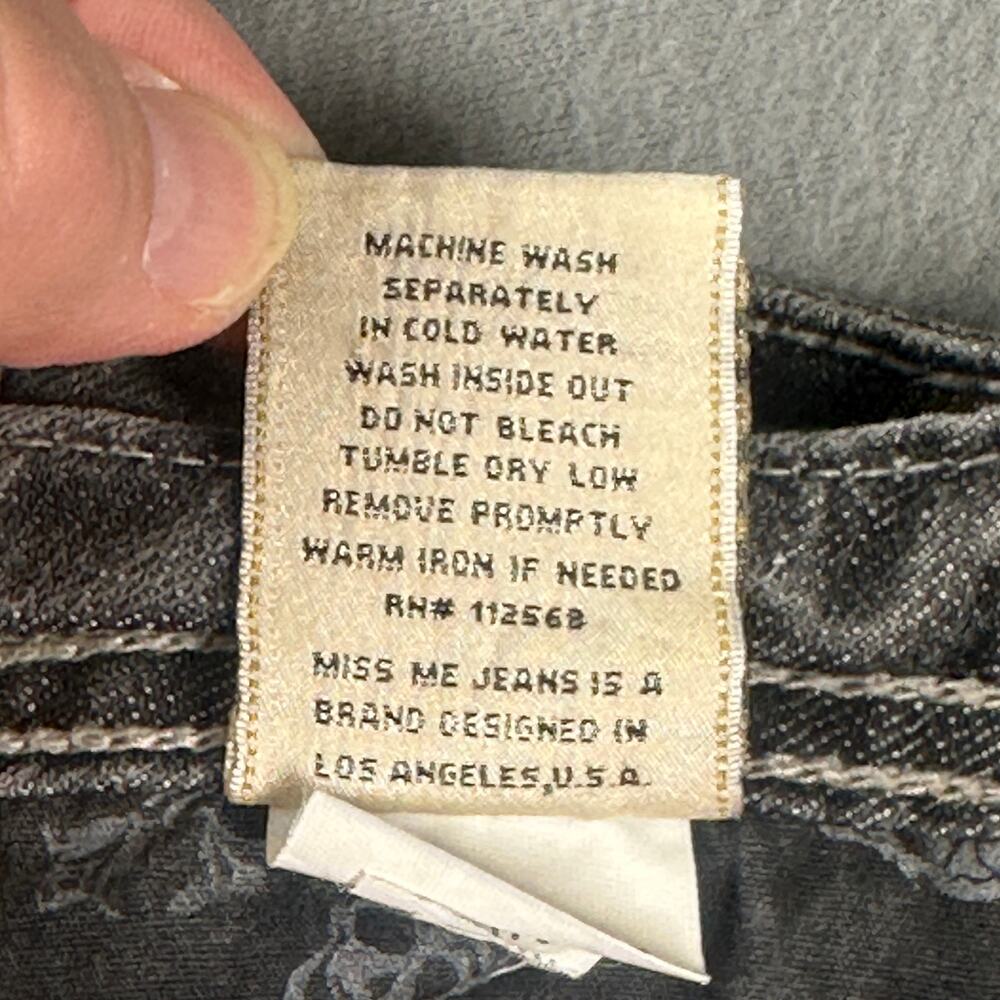 MACHINE WASH
SEPARATELY
IN COLD WATER
WASH INSIDE OUT
DO NOT BLEACH
TUMBLE DRY LOW
REMOVE PROMPTLY
WARM IRON IF NEEDED
RN# 112568
MISS ME JEANS IS A
BRAND DESIGNED IN
LOS ANGELES,U.S.A.